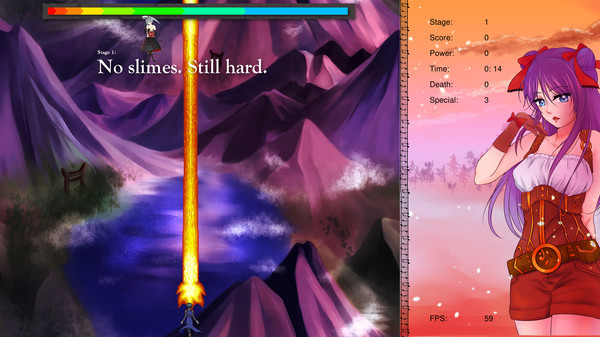 Stage 1:
No slimes. Still hard.
Stage: 1
Score: 0
Power: 0
Time: 0: 14
Death: 0
Special: 3
FPS: 59